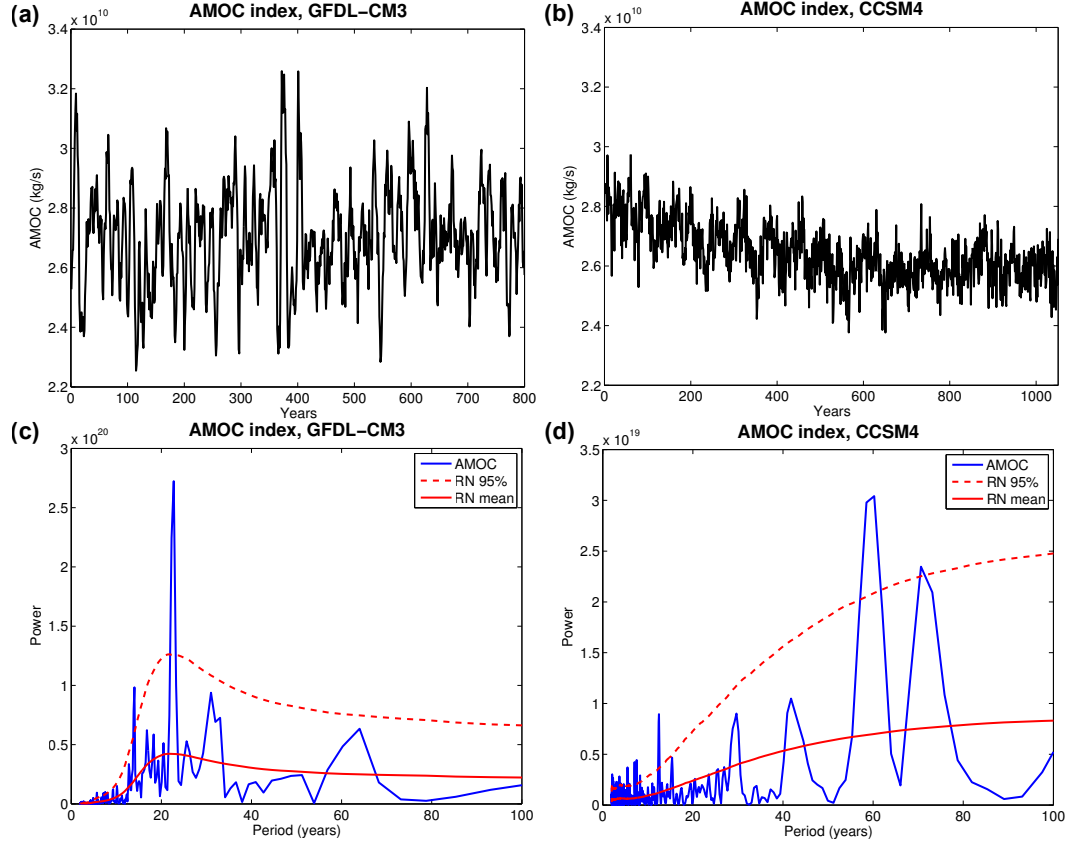 (a)
AMOC index, GFDL−CM3
x 10^10
3.4
3.2
3.0
2.8
2.6
2.4
2.2
AMOC (kg/s)
0 100 200 300 400 500 600 700 800
Years
(b)
AMOC index, CCSM4
x 10^10
3.4
3.2
3.0
2.8
2.6
2.4
2.2
AMOC (kg/s)
0 200 400 600 800 1000
Years
(c)
AMOC index, GFDL−CM3
x 10^20
3
2.5
2
1.5
1
0.5
0
Power
AMOC
RN 95%
RN mean
0 20 40 60 80 100
Period (years)
(d)
AMOC index, CCSM4
x 10^19
4
3.5
3
2.5
2
1.5
1
0.5
0
Power
AMOC
RN 95%
RN mean
0 20 40 60 80 100
Period (years)